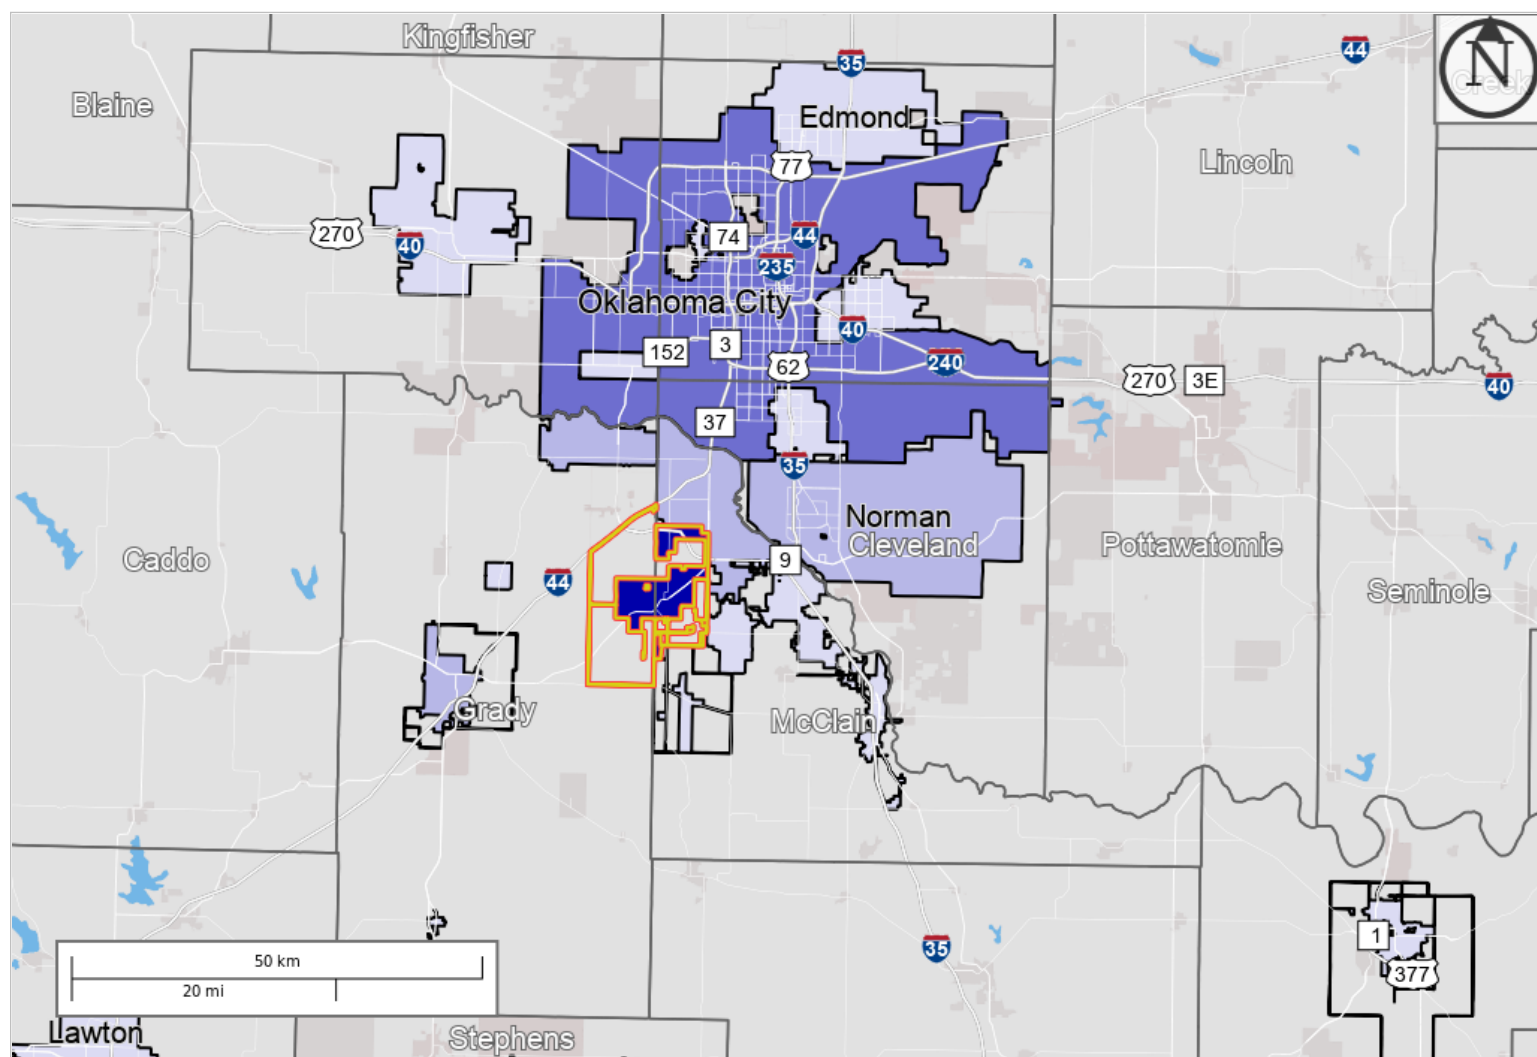 Kingfisher
35
44
N
Creek
Blaine
Edmond
Lincoln
77
270
40
74
44
235
Oklahoma City
40
152
3
62
240
270
3E
40
37
35
Norman
Cleveland
Caddo
44
9
Pottawatomie
Seminole
Grady
McClain
35
1
377
50 km
20 mi
Lawton
Stephens